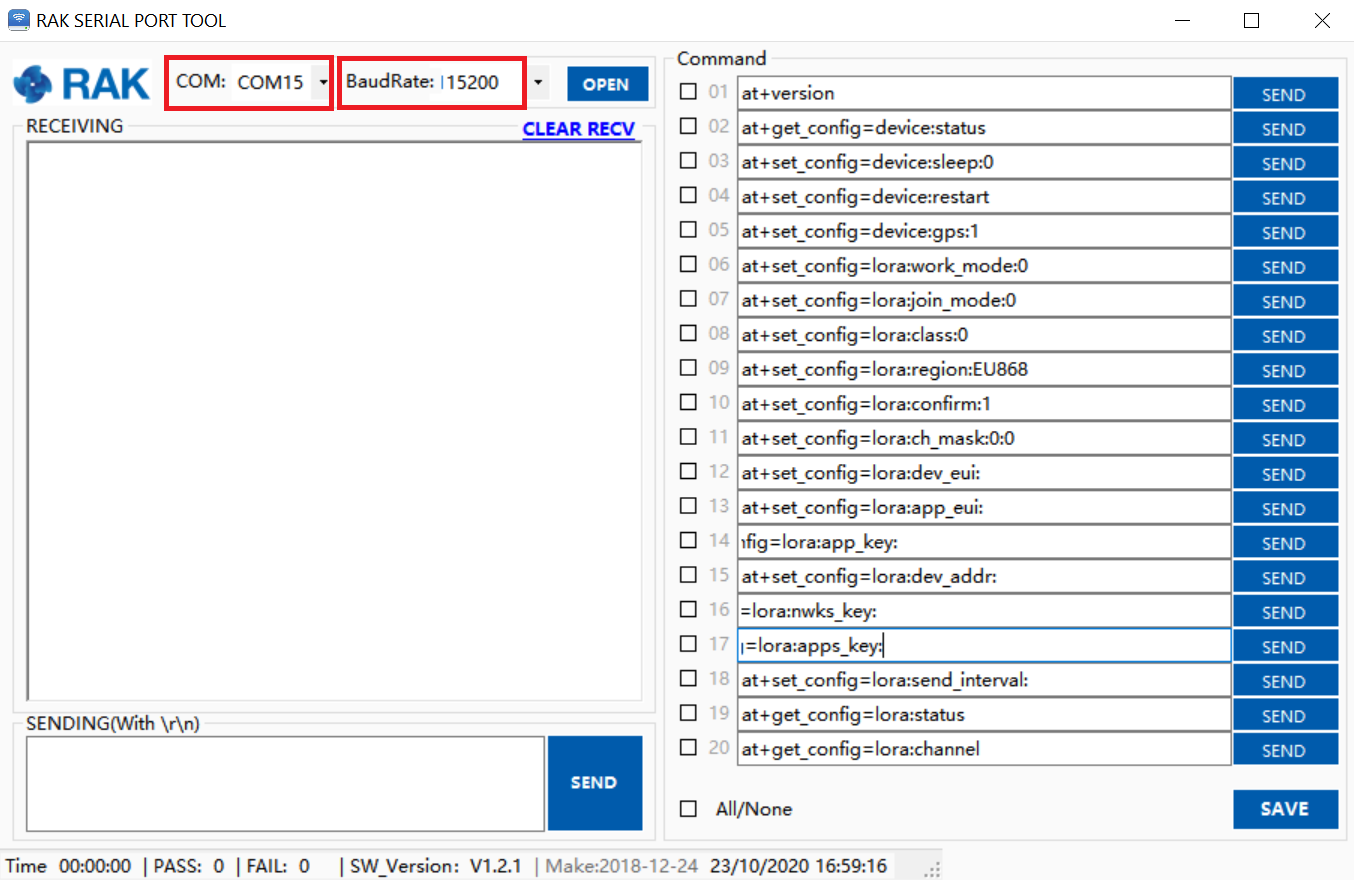 RAK SERIAL PORT TOOL
RAK
COM: COM15
BaudRate: 115200
OPEN
RECEIVING
CLEAR RECV
SENDING(With \r\n)
SEND
Command
01 at+version SEND
02 at+get_config=device:status SEND
03 at+set_config=device:sleep:0 SEND
04 at+set_config=device:restart SEND
05 at+set_config=device:gps:1 SEND
06 at+set_config=lora:work_mode:0 SEND
07 at+set_config=lora:join_mode:0 SEND
08 at+set_config=lora:class:0 SEND
09 at+set_config=lora:region:EU868 SEND
10 at+set_config=lora:confirm:1 SEND
11 at+set_config=lora:ch_mask:0:0 SEND
12 at+set_config=lora:dev_eui: SEND
13 at+set_config=lora:app_eui: SEND
14 nfig=lora:app_key: SEND
15 at+set_config=lora:dev_addr: SEND
16 =lora:nwks_key: SEND
17 =lora:apps_key: SEND
18 at+set_config=lora:send_interval: SEND
19 at+get_config=lora:status SEND
20 at+get_config=lora:channel SEND
All/None
SAVE
Time 00:00:00 | PASS: 0 | FAIL: 0 | SW_Version: V1.2.1 | Make:2018-12-24 23/10/2020 16:59:16